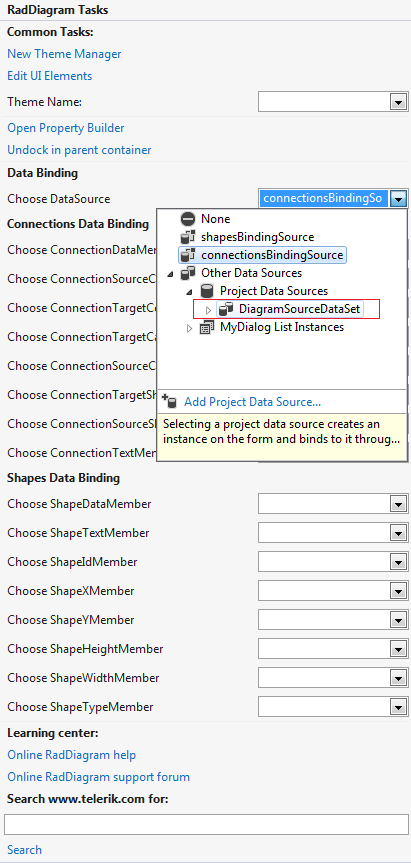 RadDiagram Tasks
Common Tasks:
New Theme Manager
Edit UI Elements
Theme Name:
Open Property Builder
Undock in parent container
Data Binding
Choose DataSource
connectionsBindingSo
Connections Data Binding
None
Choose ConnectionDataMe
shapesBindingSource
connectionsBindingSource
Choose ConnectionSourceC
Other Data Sources
Project Data Sources
Choose ConnectionTargetC
DiagramSourceDataSet
MyDialog List Instances
Choose ConnectionTargetCa
Choose ConnectionSourceC
Choose ConnectionTargetSh
Add Project Data Source...
Choose ConnectionSourceSh
Selecting a project data source creates an
instance on the form and binds to it throug...
Choose ConnectionTextMe
Shapes Data Binding
Choose ShapeDataMember
Choose ShapeTextMember
Choose ShapeIdMember
Choose ShapeXMember
Choose ShapeYMember
Choose ShapeHeightMember
Choose ShapeWidthMember
Choose ShapeTypeMember
Learning center:
Online RadDiagram help
Online RadDiagram support forum
Search www.telerik.com for:
Search